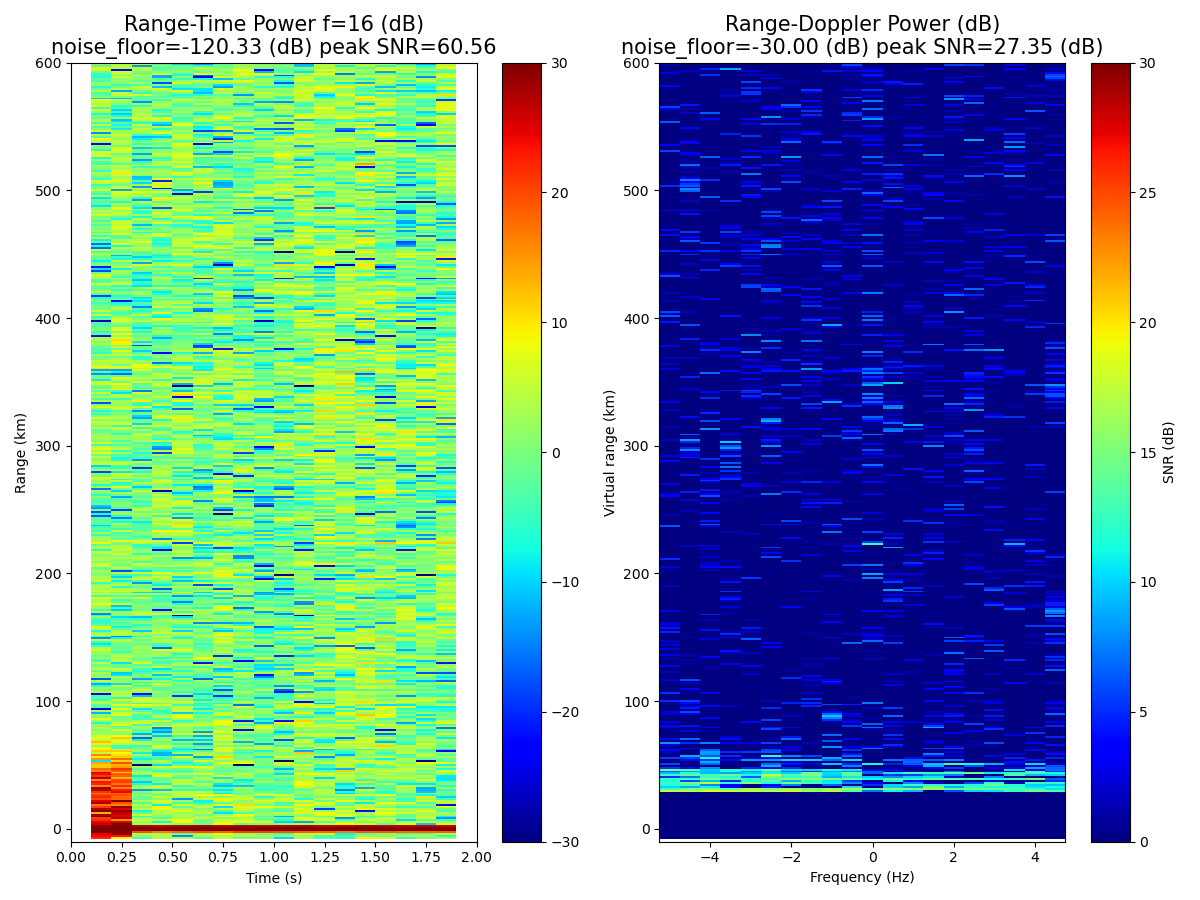 Range-Time Power f=16 (dB)
noise_floor=-120.33 (dB) peak SNR=60.56
Range (km)
600
500
400
300
200
100
0
0.00 0.25 0.50 0.75 1.00 1.25 1.50 1.75 2.00
Time (s)
30
20
10
0
−10
−20
−30
Range-Doppler Power (dB)
noise_floor=-30.00 (dB) peak SNR=27.35 (dB)
Virtual range (km)
600
500
400
300
200
100
0
−4 −2 0 2 4
Frequency (Hz)
30
25
20
15
10
5
0
SNR (dB)